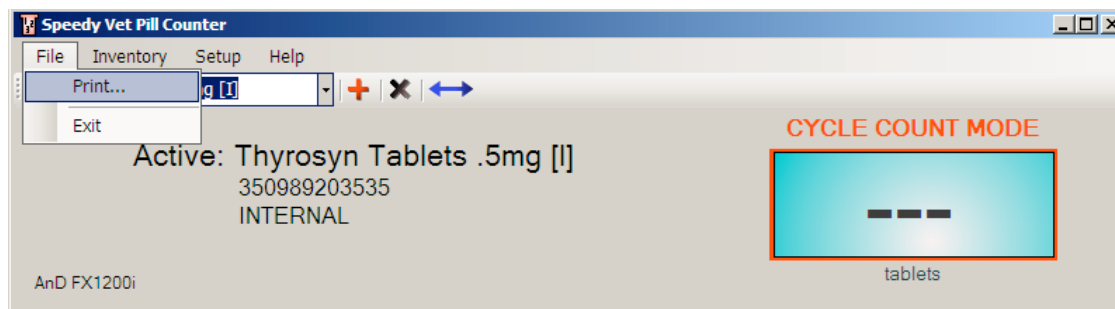 Speedy Vet Pill Counter
File Inventory Setup Help
Print...
g [I]
Exit
CYCLE COUNT MODE
Active: Thyrosyn Tablets .5mg [I]
350989203535
INTERNAL
---
tablets
AnD FX1200i